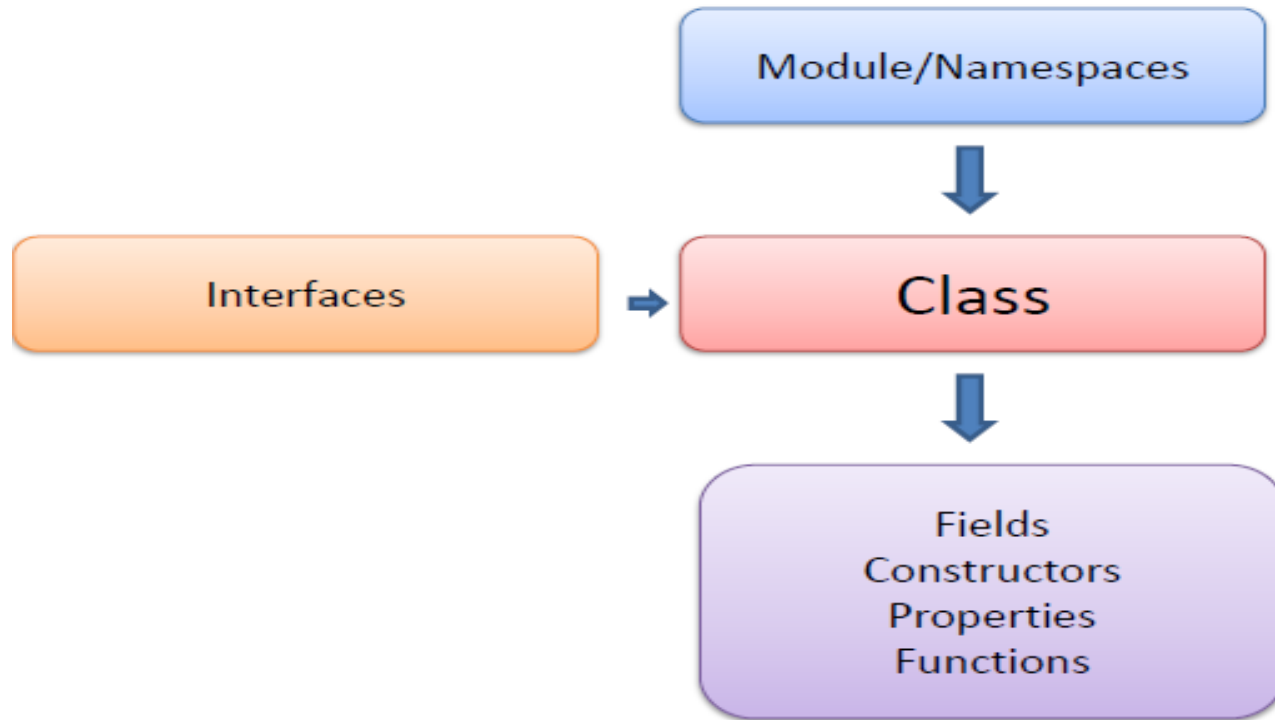 Module/Namespaces
Interfaces
Class
Fields
Constructors
Properties
Functions